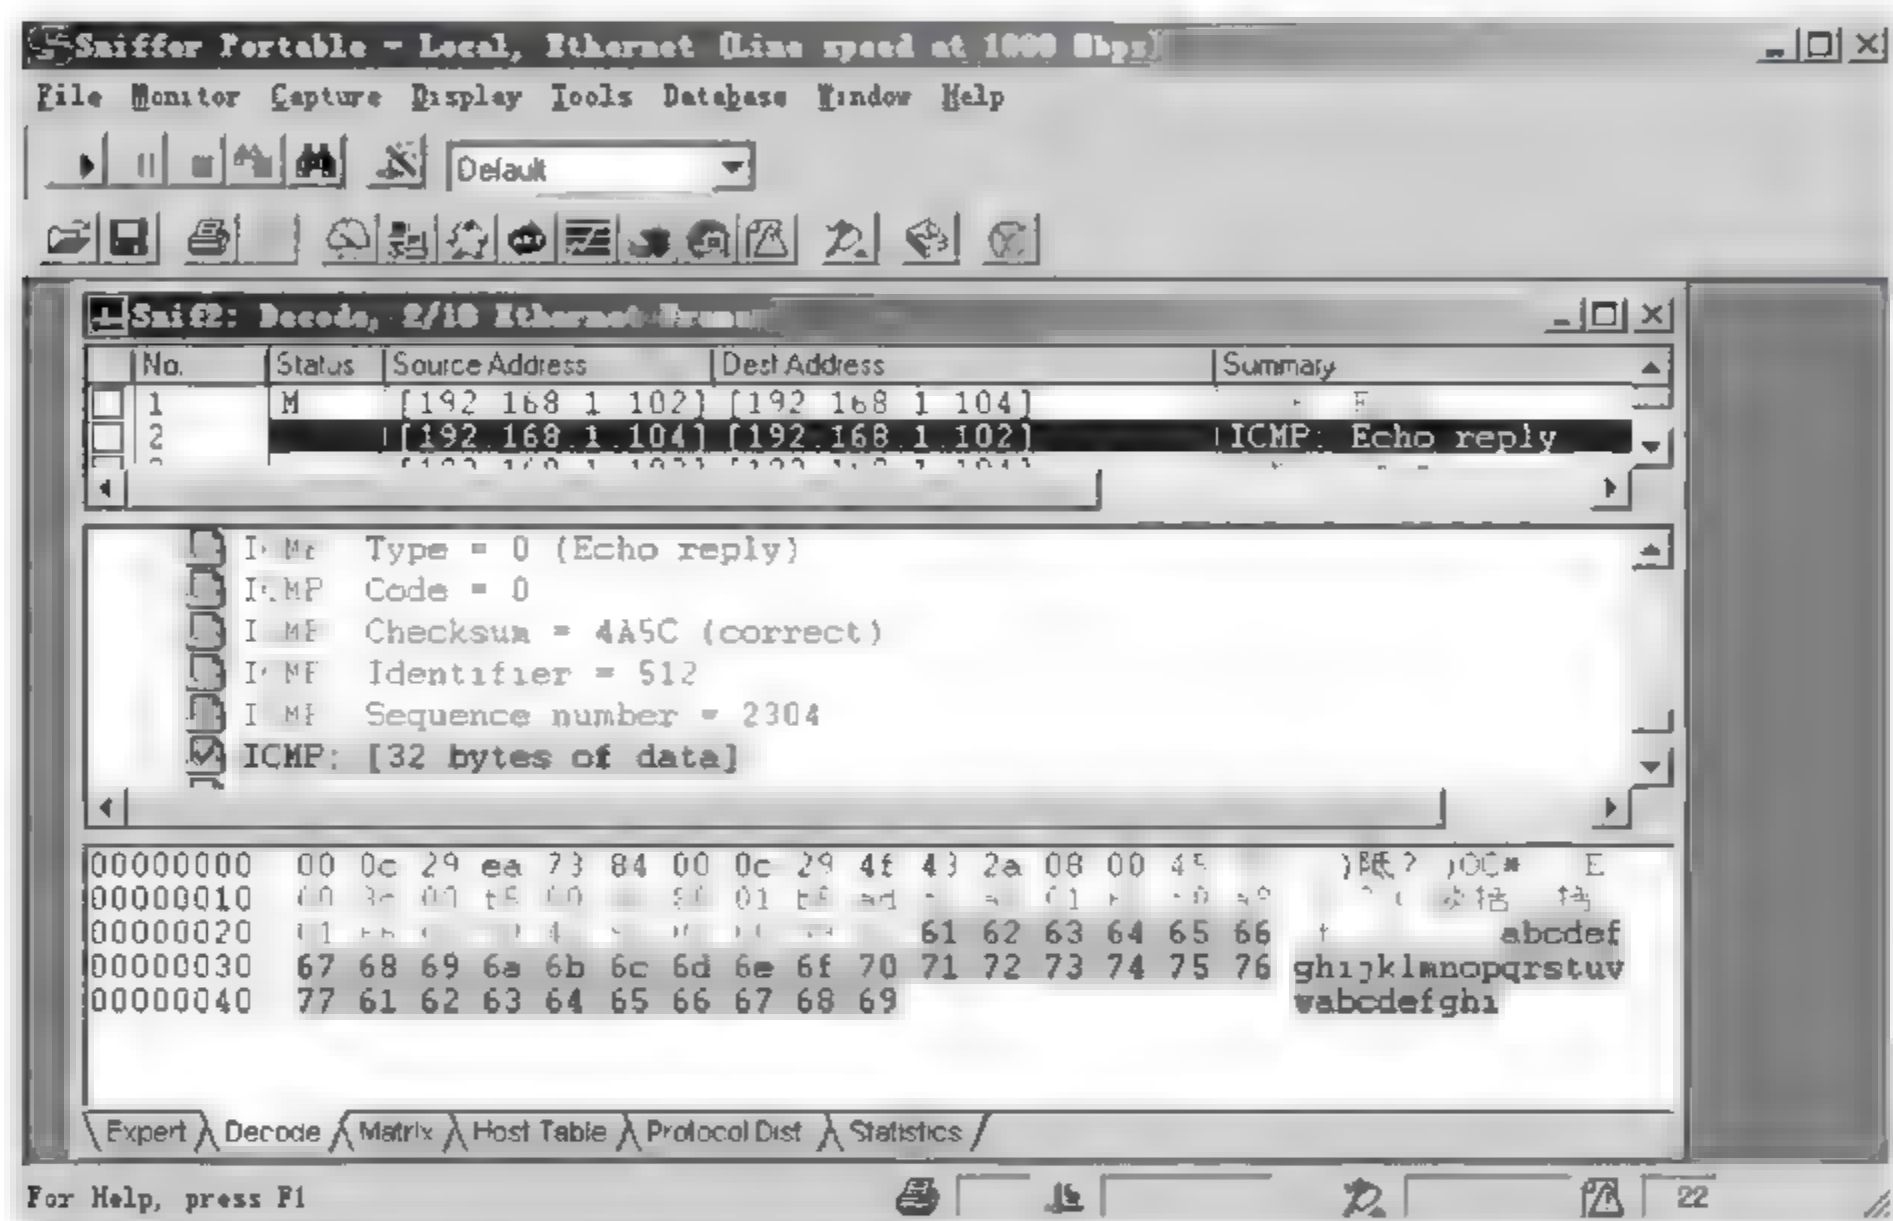 Sniffer Portable - Local, Ethernet (Line speed at 1000 Mbps)
File Monitor Capture Display Tools Database Window Help
Default
Snif2: Decode, 2/10 Ethernet Frames
No. Status Source Address Dest Address Summary
1 M [192 168 1 102] [192 168 1 104]
2 [192.168.1.104] [192.168.1.102] ICMP: Echo reply
Type = 0 (Echo reply)
ICMP Code = 0
Checksum = 4A5C (correct)
Identifier = 512
Sequence number = 2304
ICMP: [32 bytes of data]
00000000 00 0c 29 ea 73 84 00 0c 29 4f 43 2a 08 00 45 E
00000010
00000020 61 62 63 64 65 66 abcdef
00000030 67 68 69 6a 6b 6c 6d 6e 6f 70 71 72 73 74 75 76 ghijklmnopqrstuv
00000040 77 61 62 63 64 65 66 67 68 69 wabcdefghi
Expert Decode Matrix Host Table Protocol Dist Statistics
For Help, press F1 22